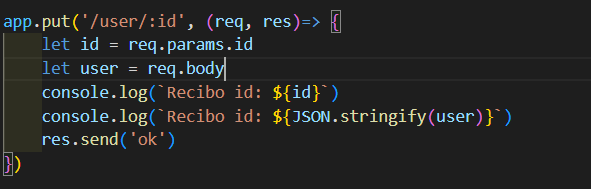 app.put('/user/:id', (req, res)=> {
let id = req.params.id
let user = req.body
console.log(`Recibo id: ${id}`)
console.log(`Recibo id: ${JSON.stringify(user)}`)
res.send('ok')
})